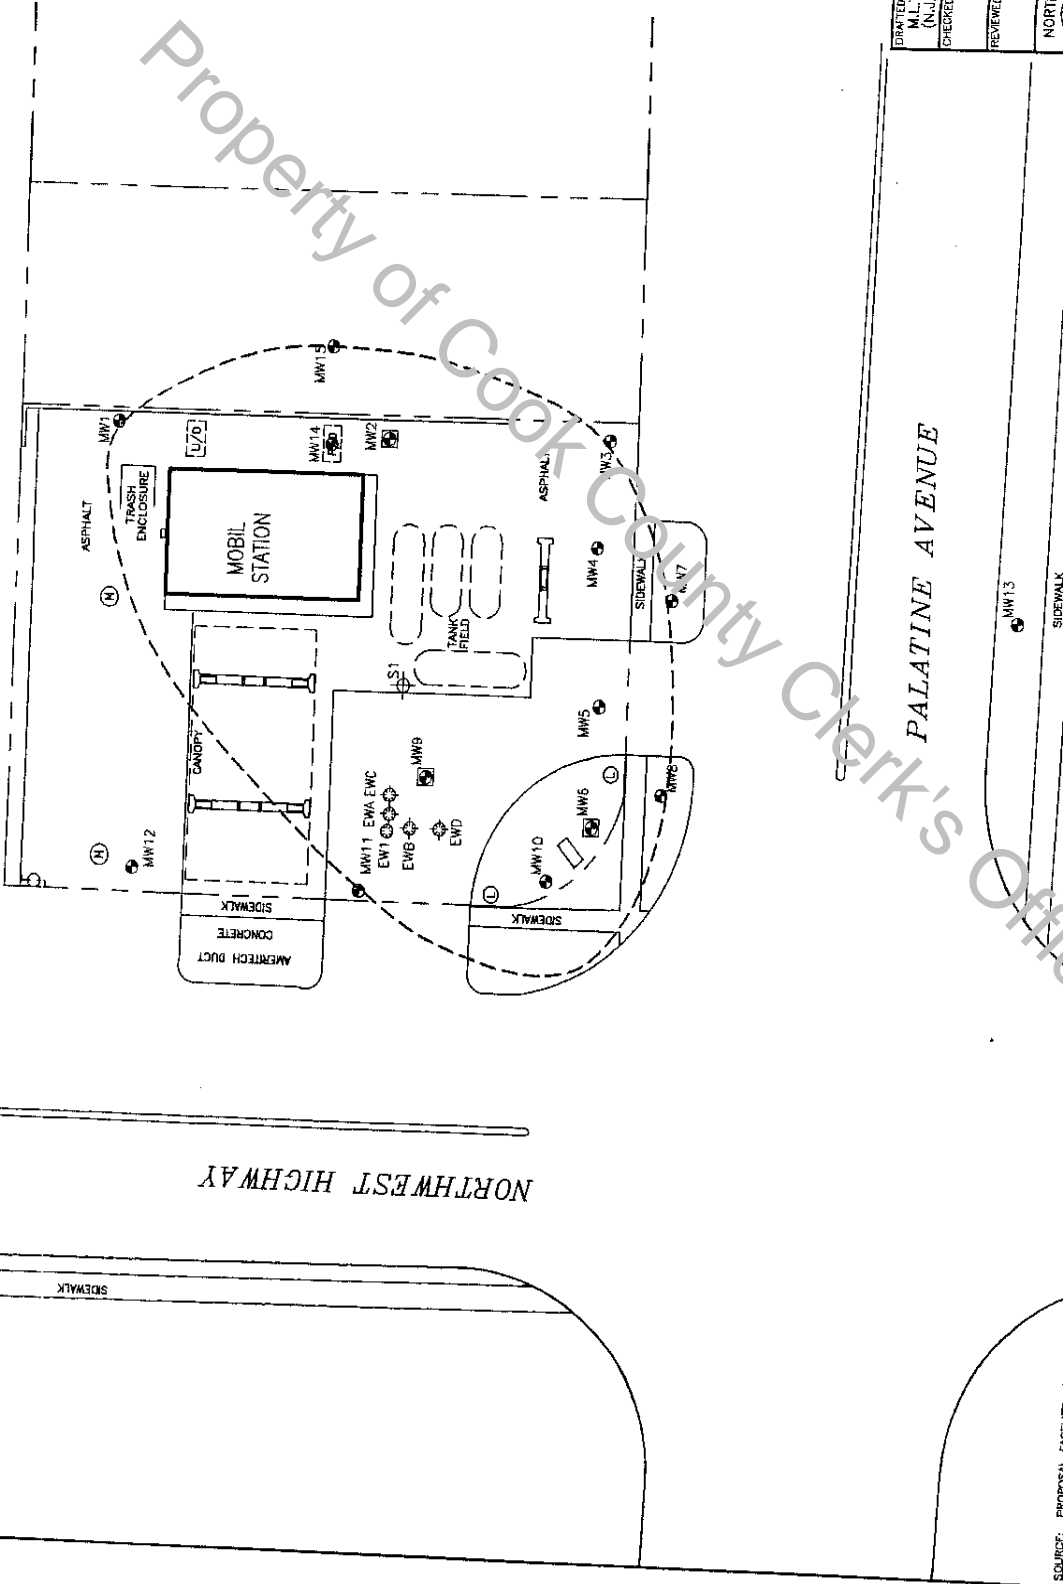 DRAFTED
M.L.
(N.J.
CHECKED
REVIEWED
NORTH
Property of Cook County Clerk's Office
MW15
MW1
U/O
MW14
MW2
MW3
ASPHALT
TRASH
ENCLOSURE
ASPHALT
MOBIL
STATION
N
MW4
SIDEWALK
MW7
TANK
FIELD
S1
PALATINE AVENUE
MW13
SIDEWALK
CANOPY
MW5
MW9
L
MW8
EWC
EWA
MW6
MW11
EW1
EWB
EWD
MW10
N
MW12
L
SIDEWALK
SIDEWALK
CONCRETE
AMERITECH DUCT
NORTHWEST HIGHWAY
SIDEWALK
SOURCE: PROPOSAL